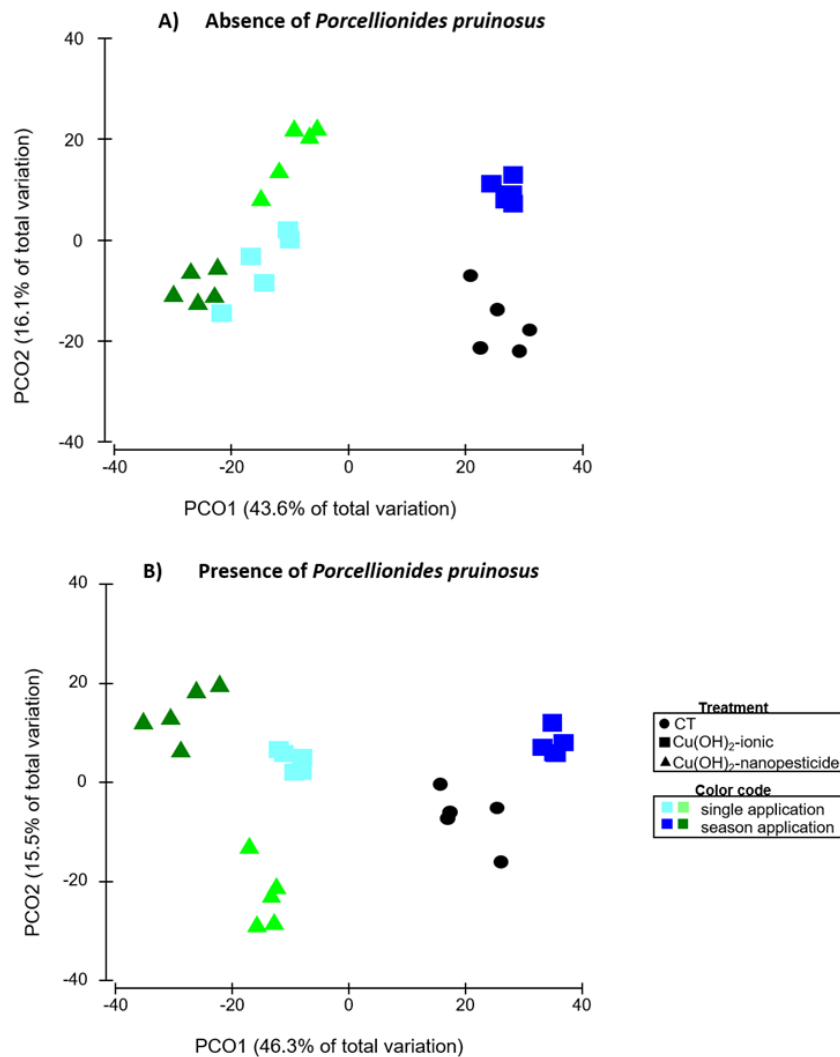 A) Absence of Porcellionides pruinosus
40
20
0
-20
-40
PCO2 (16.1% of total variation)
-40 -20 0 20 40
PCO1 (43.6% of total variation)
B) Presence of Porcellionides pruinosus
40
20
0
-20
-40
PCO2 (15.5% of total variation)
-40 -20 0 20 40
PCO1 (46.3% of total variation)
Treatment
CT
Cu(OH)2-ionic
Cu(OH)2-nanopesticide
Color code
single application
season application